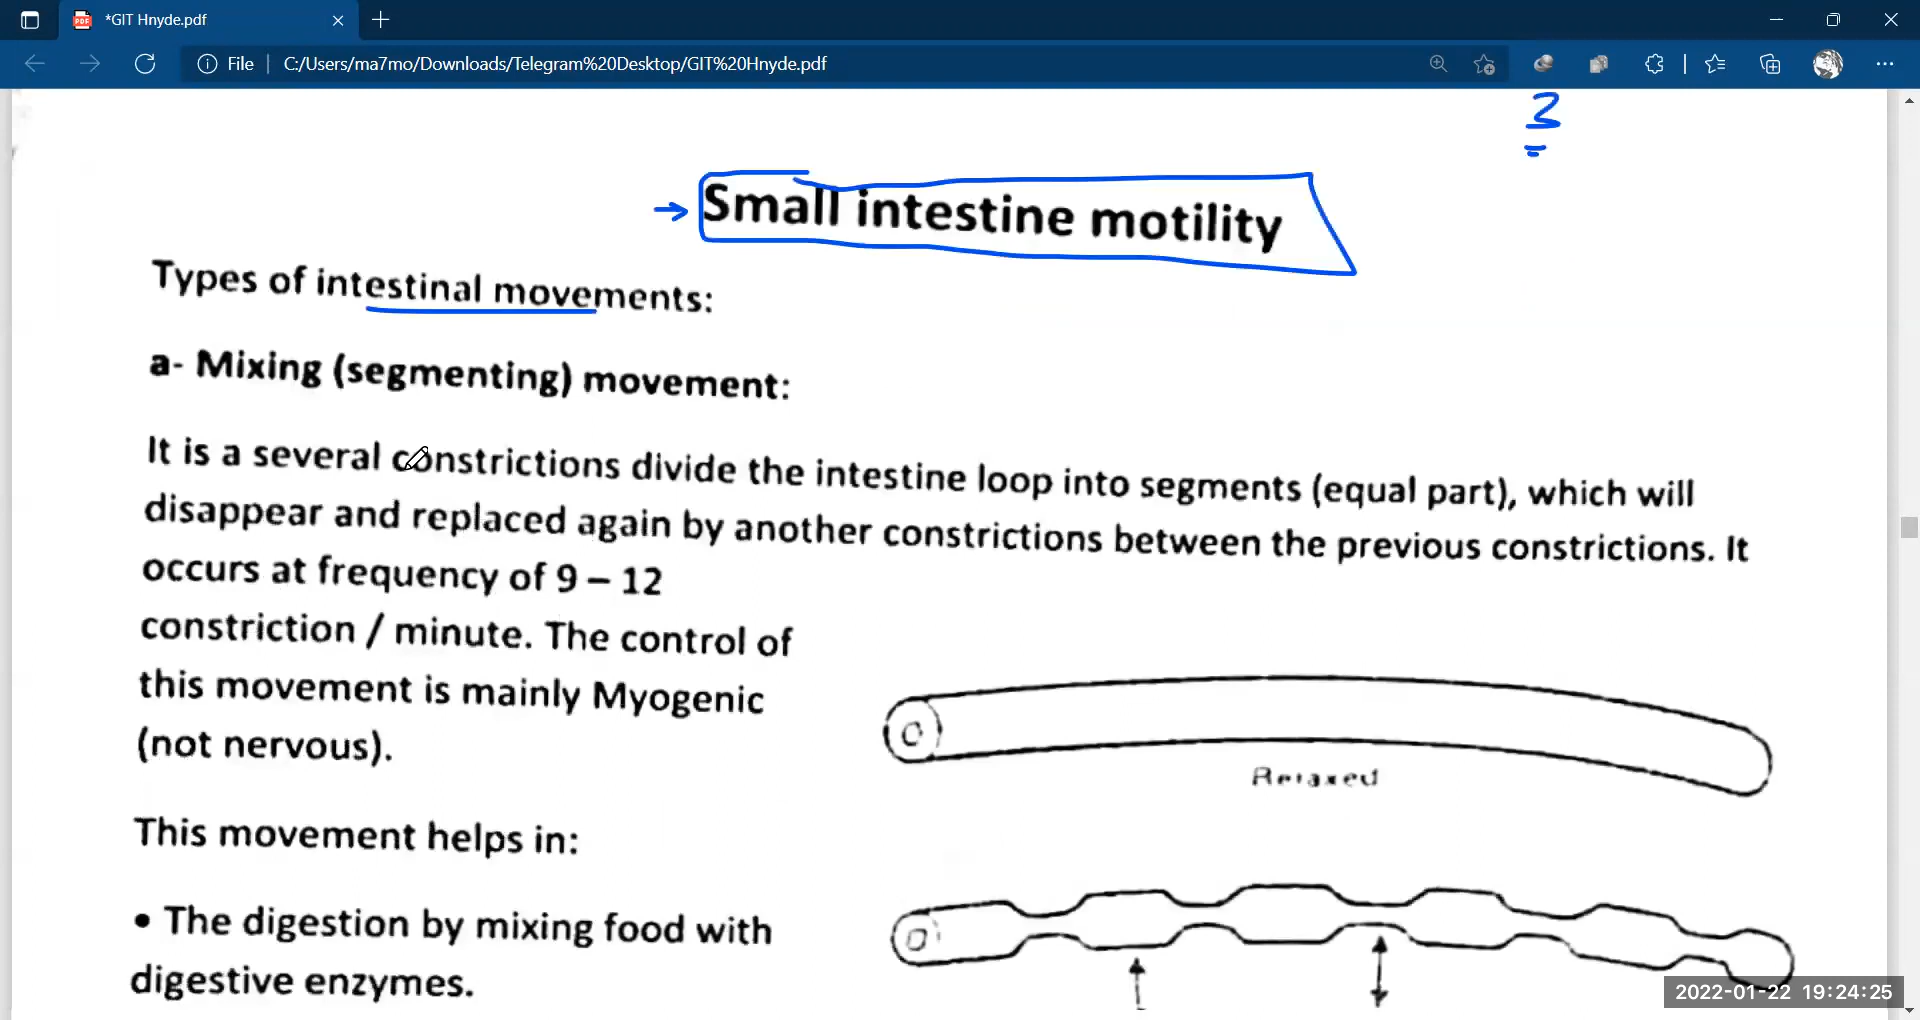 *GIT Hnyde.pdf
File
C:/Users/ma7mo/Downloads/Telegram%20Desktop/GIT%20Hnyde.pdf
3
Small intestine motility
Types of intestinal movements:
a- Mixing (segmenting) movement:
It is a several constrictions divide the intestine loop into segments (equal part), which will
disappear and replaced again by another constrictions between the previous constrictions. It
occurs at frequency of 9 – 12
constriction / minute. The control of
this movement is mainly Myogenic
(not nervous).
Relaxed
This movement helps in:
• The digestion by mixing food with
digestive enzymes.
2022-01-22 19:24:25